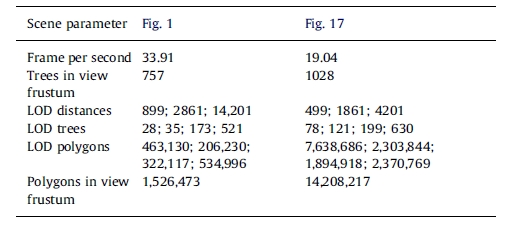 Scene parameter Fig. 1 Fig. 17
Frame per second 33.91 19.04
Trees in view 757 1028
frustum
LOD distances 899; 2861; 14,201 499; 1861; 4201
LOD trees 28; 35; 173; 521 78; 121; 199; 630
LOD polygons 463,130; 206,230; 7,638,686; 2,303,844;
322,117; 534,996 1,894,918; 2,370,769
Polygons in view 1,526,473 14,208,217
frustum